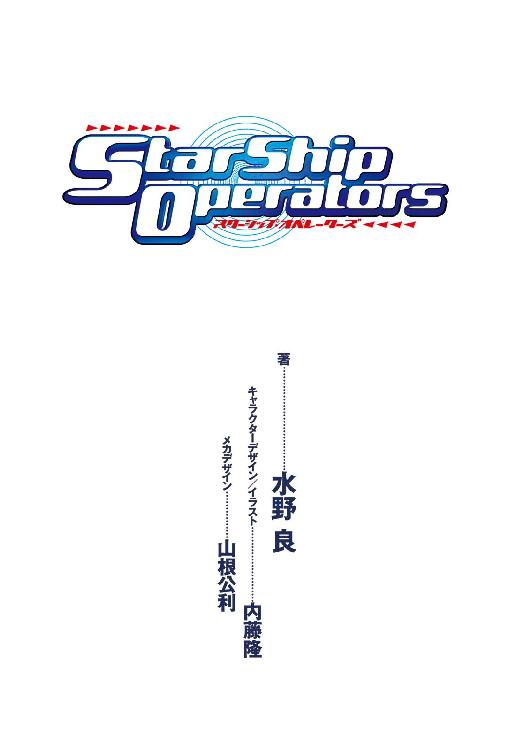 StarShip
Operators
スターシップ・オペレーターズ
著……………………水野 良
キャラクターデザイン／イラスト……………内藤隆
メカデザイン…………山根公利